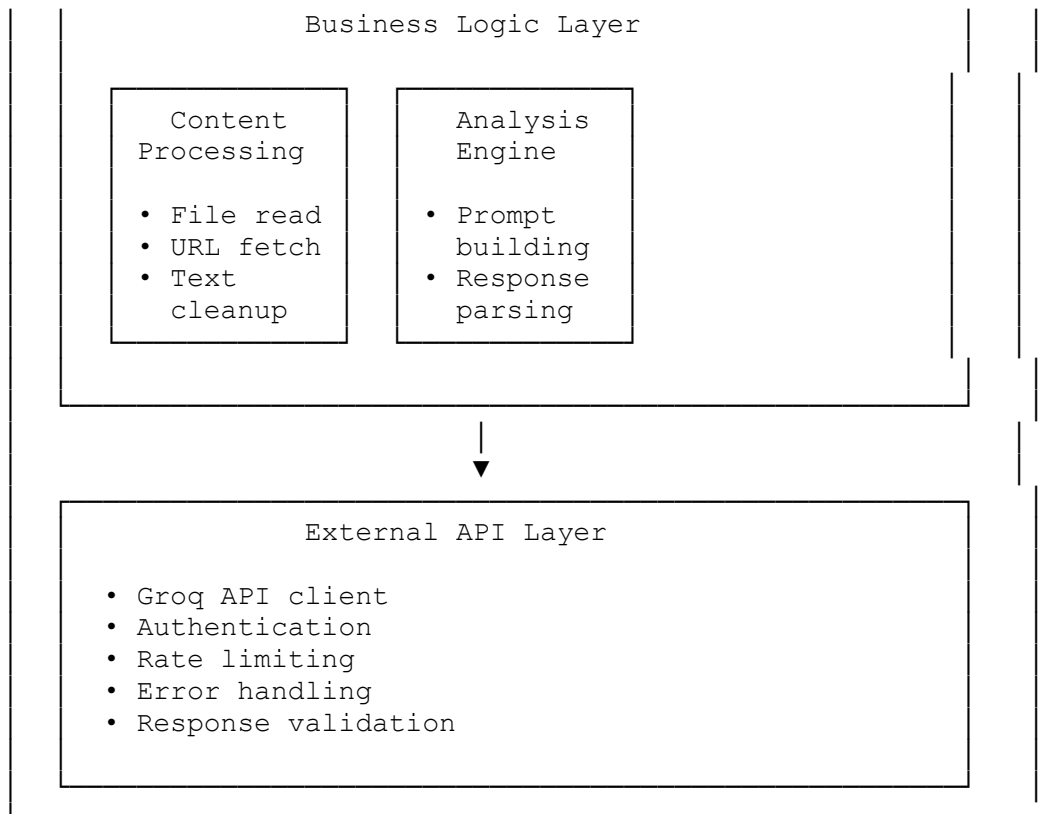 Business Logic Layer
Content Analysis
Processing Engine
• File read • Prompt
• URL fetch building
• Text • Response
cleanup parsing
External API Layer
• Groq API client
• Authentication
• Rate limiting
• Error handling
• Response validation